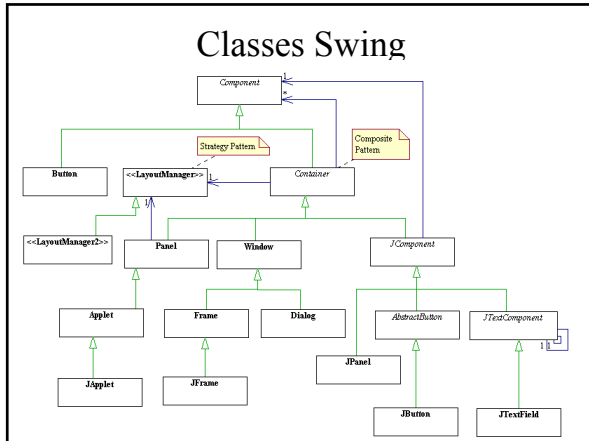 Classes Swing
Component
1
*
Strategy Pattern
Composite
Pattern
Button
<<LayoutManager>>
1
Container
1
<<LayoutManager2>>
Panel
Window
JComponent
Applet
Frame
Dialog
AbstractButton
JTextComponent
1 1
JPanel
JApplet
JFrame
JButton
JTextField